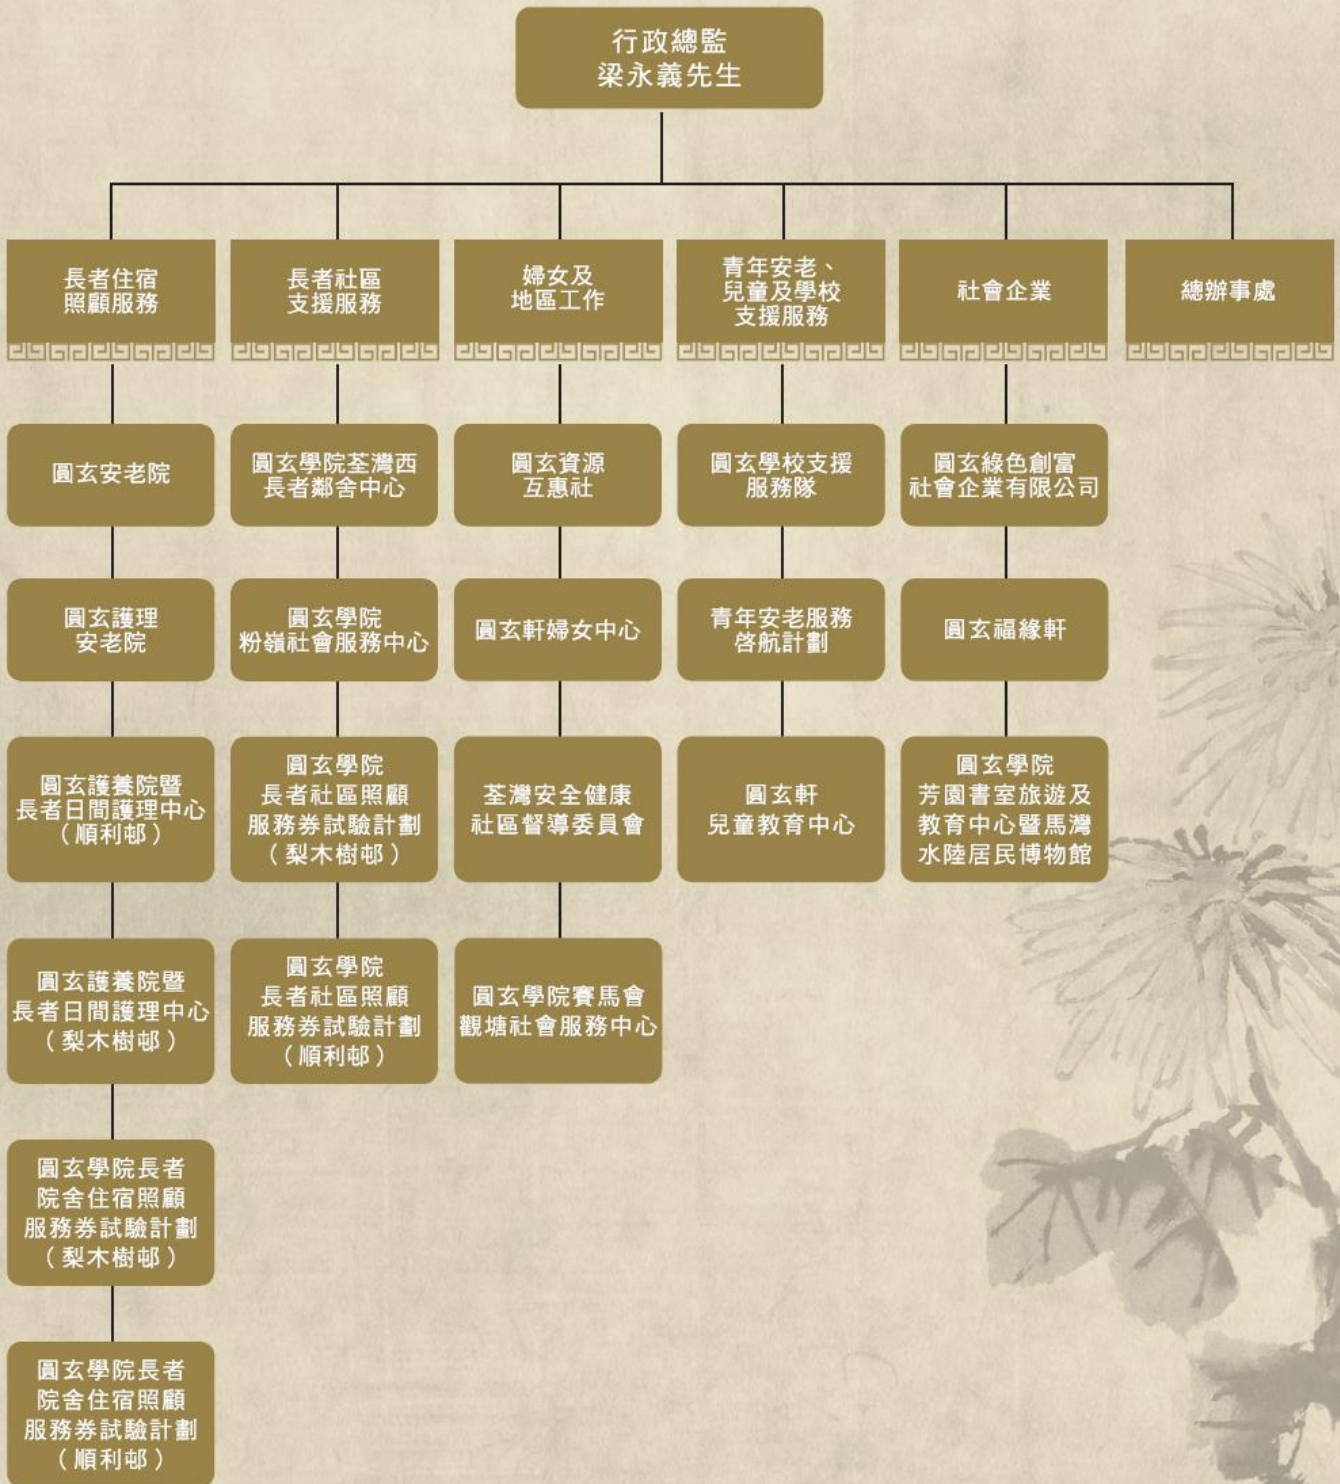 行政總監
梁永義先生
長者住宿
照顧服務
長者社區
支援服務
婦女及
地區工作
青年安老、
兒童及學校
支援服務
社會企業
總辦事處
圓玄安老院
圓玄護理
安老院
圓玄護養院暨
長者日間護理中心
（順利邨）
圓玄護養院暨
長者日間護理中心
（梨木樹邨）
圓玄學院長者
院舍住宿照顧
服務券試驗計劃
（梨木樹邨）
圓玄學院長者
院舍住宿照顧
服務券試驗計劃
（順利邨）
圓玄學院荃灣西
長者鄰舍中心
圓玄學院
粉嶺社會服務中心
圓玄學院
長者社區照顧
服務券試驗計劃
（梨木樹邨）
圓玄學院
長者社區照顧
服務券試驗計劃
（順利邨）
圓玄資源
互惠社
圓玄軒婦女中心
荃灣安全健康
社區督導委員會
圓玄學院賽馬會
觀塘社會服務中心
圓玄學校支援
服務隊
青年安老服務
啓航計劃
圓玄軒
兒童教育中心
圓玄綠色創富
社會企業有限公司
圓玄福緣軒
圓玄學院
芳園書室旅遊及
教育中心暨馬灣
水陸居民博物館